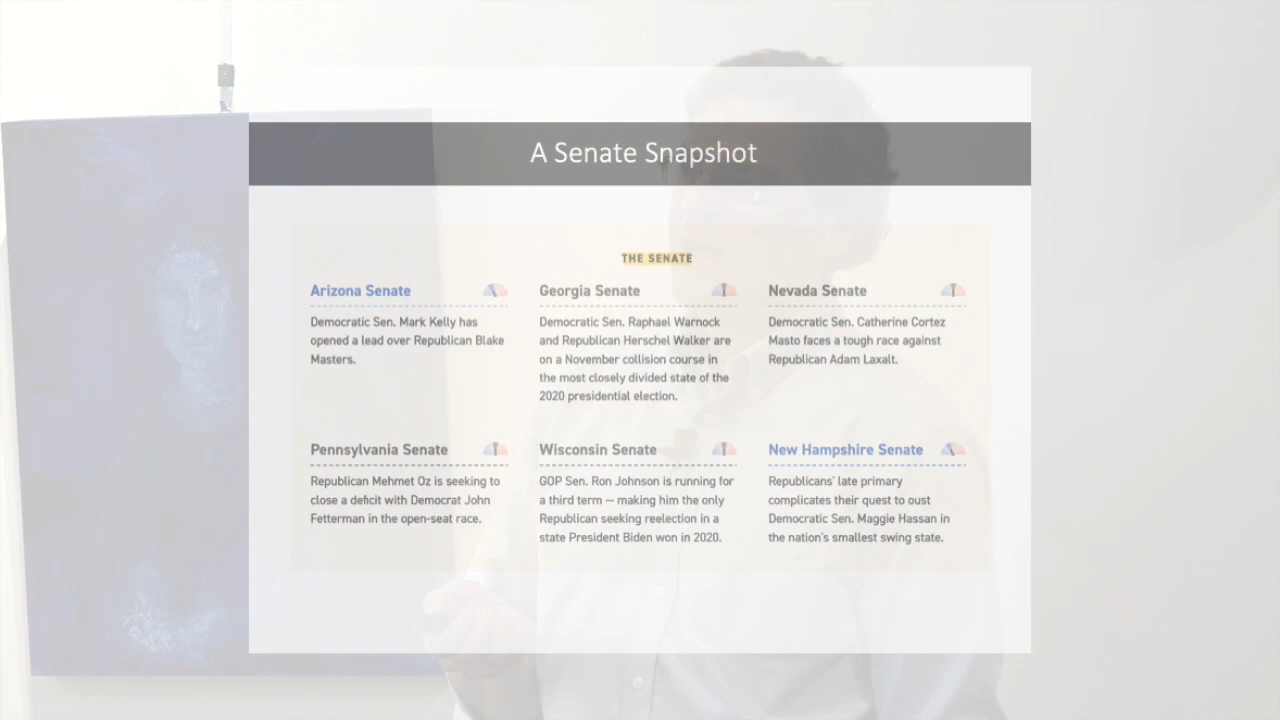 A Senate Snapshot
THE SENATE
Arizona Senate
Democratic Sen. Mark Kelly has
opened a lead over Republican Blake
Masters.
Georgia Senate
Democratic Sen. Raphael Warnock
and Republican Herschel Walker are
on a November collision course in
the most closely divided state of the
2020 presidential election.
Nevada Senate
Democratic Sen. Catherine Cortez
Masto faces a tough race against
Republican Adam Laxalt.
Pennsylvania Senate
Republican Mehmet Oz is seeking to
close a deficit with Democrat John
Fetterman in the open-seat race.
Wisconsin Senate
GOP Sen. Ron Johnson is running for
a third term — making him the only
Republican seeking reelection in a
state President Biden won in 2020.
New Hampshire Senate
Republicans' late primary
complicates their quest to oust
Democratic Sen. Maggie Hassan in
the nation's smallest swing state.